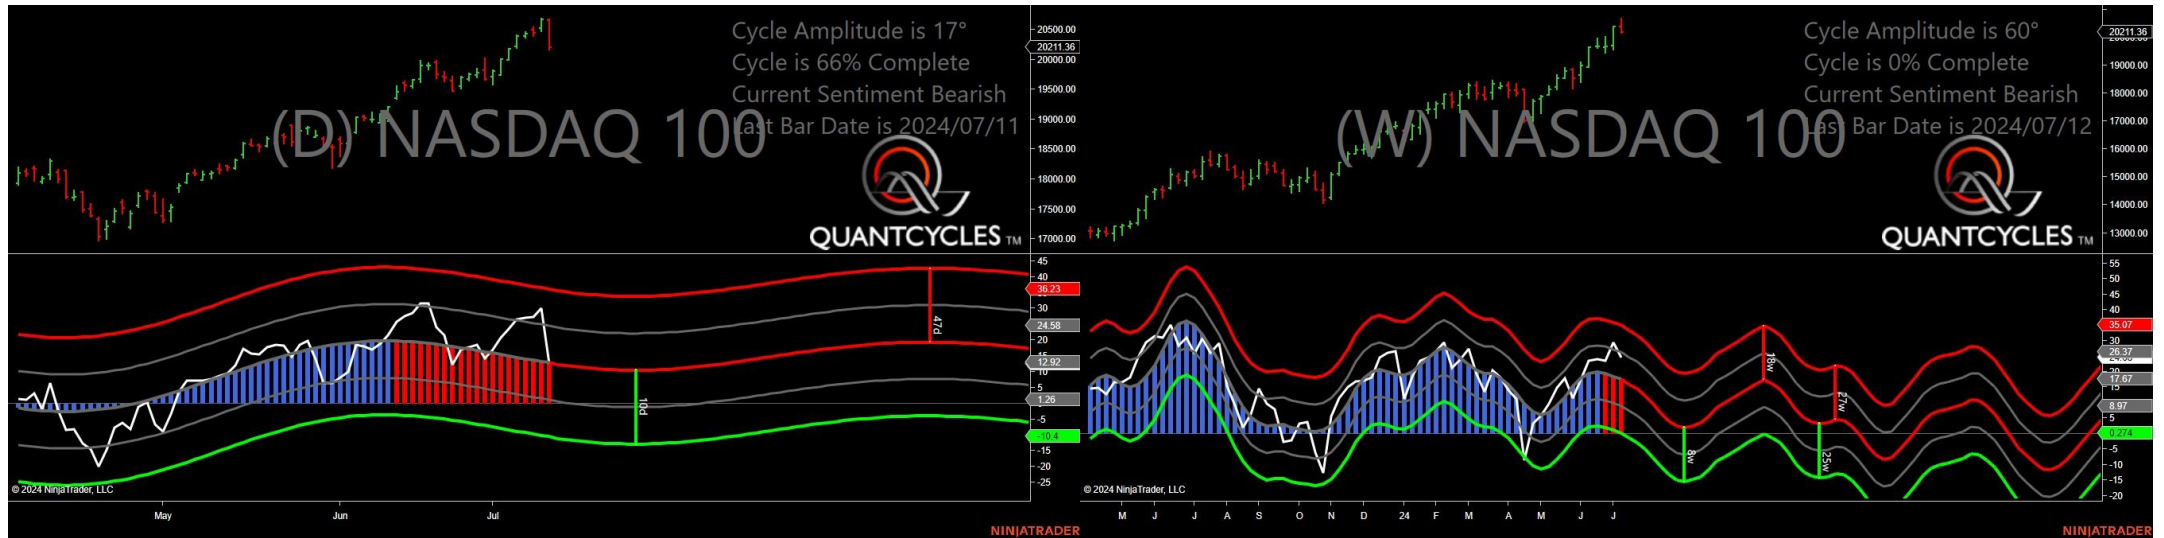 Cycle Amplitude is 17°
Cycle is 66% Complete
Current Sentiment Bearish
Last Bar Date is 2024/07/11
(D) NASDAQ 100
QUANTCYCLES TM
20500.00
20211.36
20000.00
19500.00
19000.00
18500.00
18000.00
17500.00
17000.00
45
40
36.23
30
24.58
20
12.92
10
5
1.26
-5
-10.4
-15
-20
-25
47d
10d
© 2024 NinjaTrader, LLC
May
Jun
Jul
NINJATRADER
Cycle Amplitude is 60°
Cycle is 0% Complete
Current Sentiment Bearish
Last Bar Date is 2024/07/12
(W) NASDAQ 100
QUANTCYCLES TM
20211.36
19000.00
18000.00
17000.00
16000.00
15000.00
14000.00
13000.00
55
50
45
40
35.07
30
26.37
17.67
15
8.97
5
0.274
-5
-10
-15
-20
18w
27w
8w
25w
© 2024 NinjaTrader, LLC
M J J A S O N D 24 F M A M J J
NINJATRADER